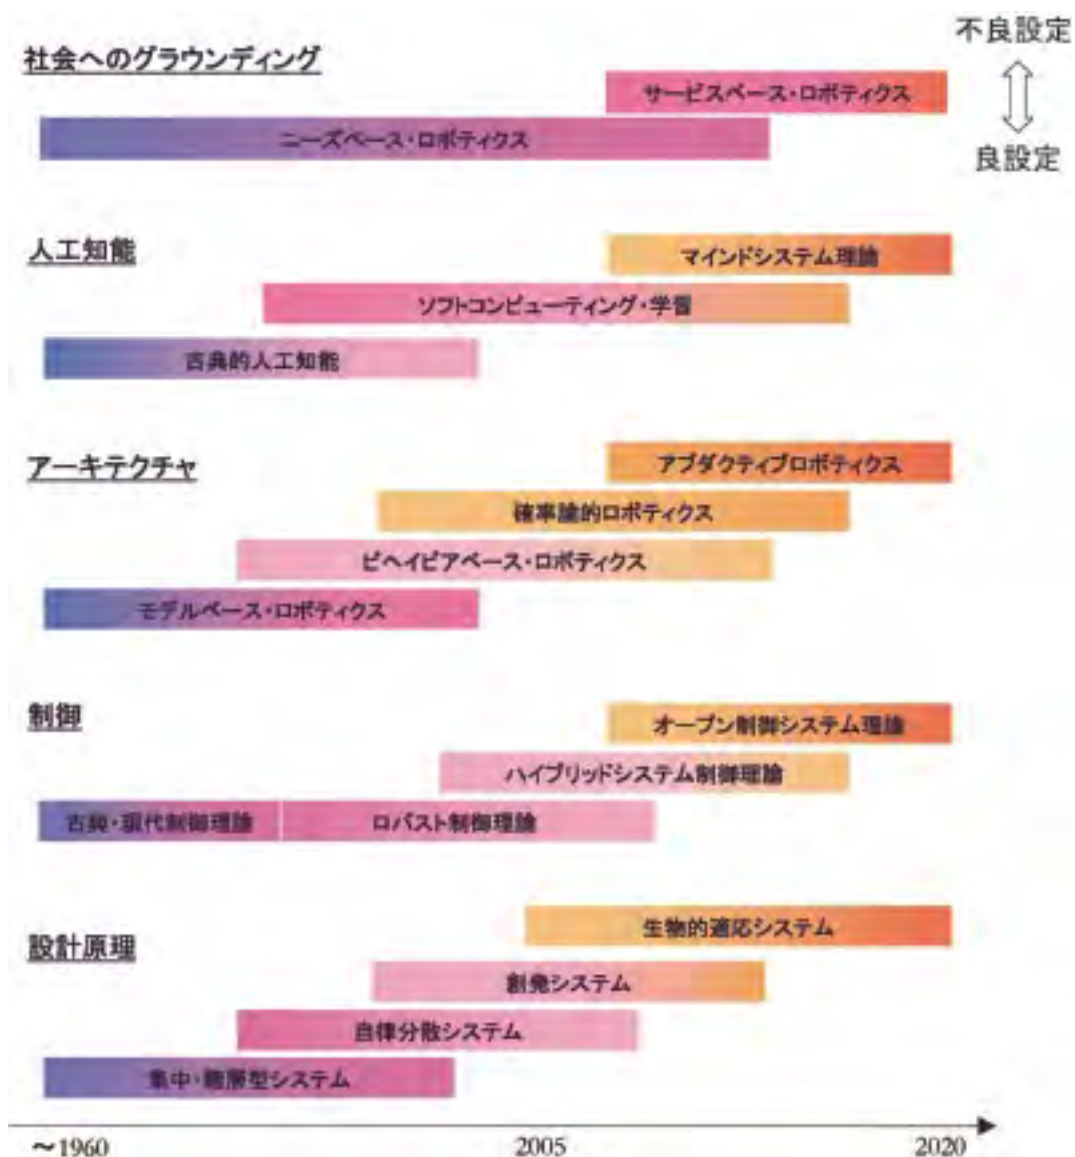 不良設定
社会へのグラウンディング
サービスベース・ロボティクス
ニーズベース・ロボティクス
良設定
人工知能
マインドシステム理論
ソフトコンピューティング・学習
古典的人工知能
アーキテクチャ
アブダクティブロボティクス
確率論的ロボティクス
ビヘイビアベース・ロボティクス
モデルベース・ロボティクス
制御
オープン制御システム理論
ハイブリッドシステム制御理論
古典・現代制御理論 ロバスト制御理論
生物的適応システム
設計原理
創発システム
自律分散システム
集中・階層型システム
～1960 2005 2020